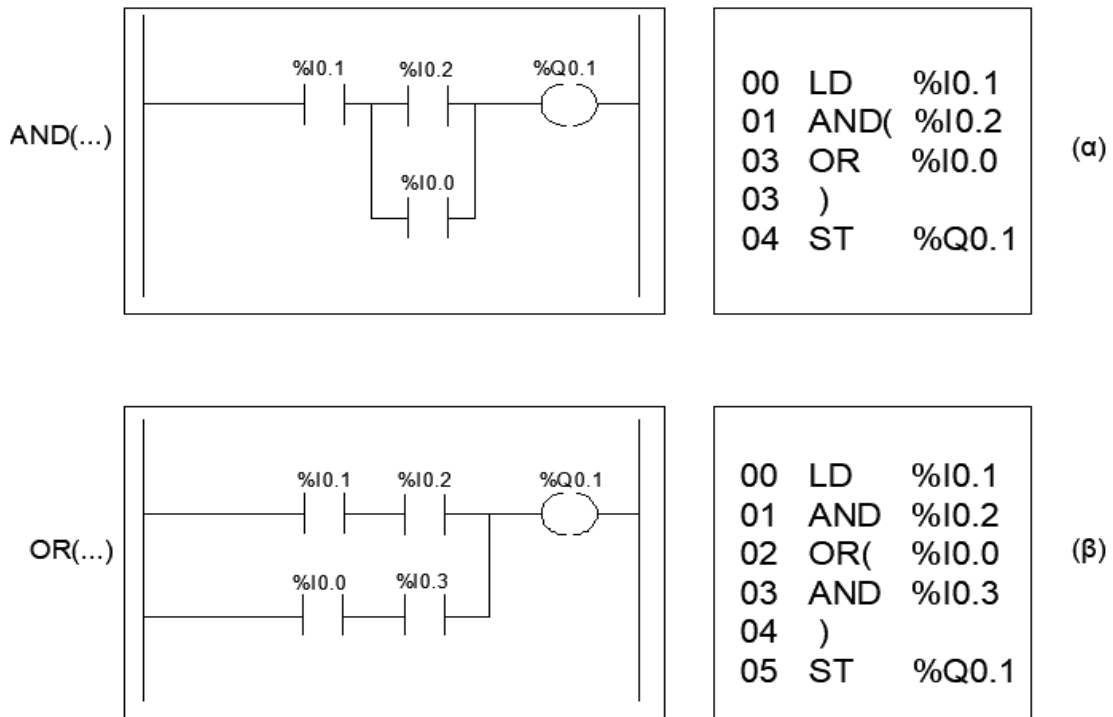 %I0.1 %I0.2 %Q0.1
AND(...)
%I0.0
00 LD %I0.1
01 AND( %I0.2
03 OR %I0.0
03 )
04 ST %Q0.1
(α)
%I0.1 %I0.2 %Q0.1
OR(...)
%I0.0 %I0.3
00 LD %I0.1
01 AND %I0.2
02 OR( %I0.0
03 AND %I0.3
04 )
05 ST %Q0.1
(β)